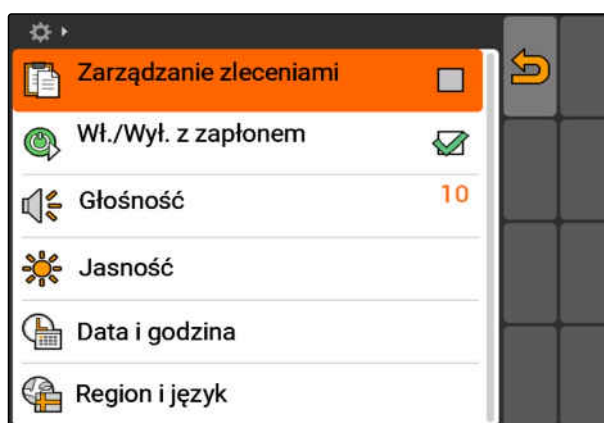 Zarządzanie zleceniami
Wł./Wył. z zapłonem
Głośność 10
Jasność
Data i godzina
Region i język